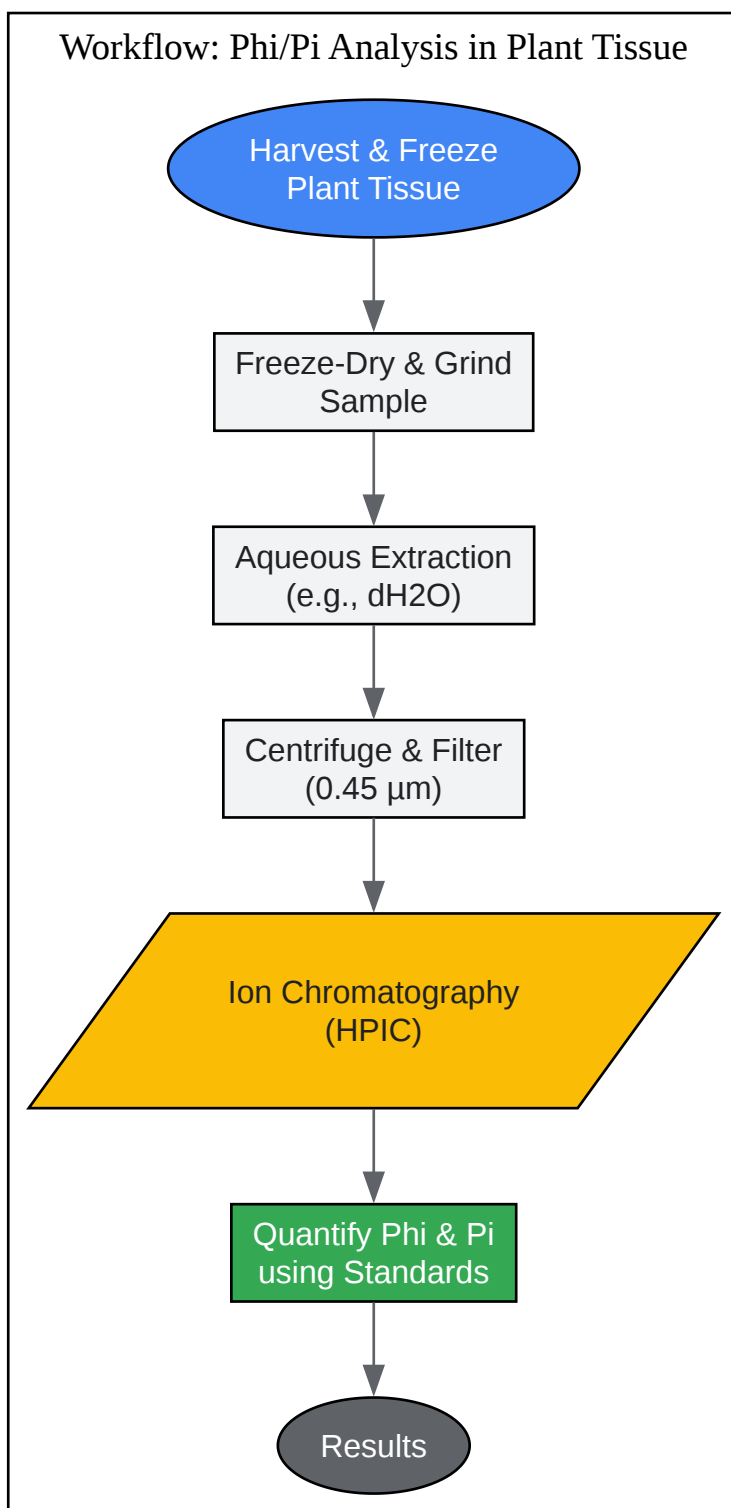 Workflow: Phi/Pi Analysis in Plant Tissue
Harvest & Freeze
Plant Tissue
Freeze-Dry & Grind
Sample
Aqueous Extraction
(e.g., dH2O)
Centrifuge & Filter
(0.45 µm)
Ion Chromatography
(HPIC)
Quantify Phi & Pi
using Standards
Results